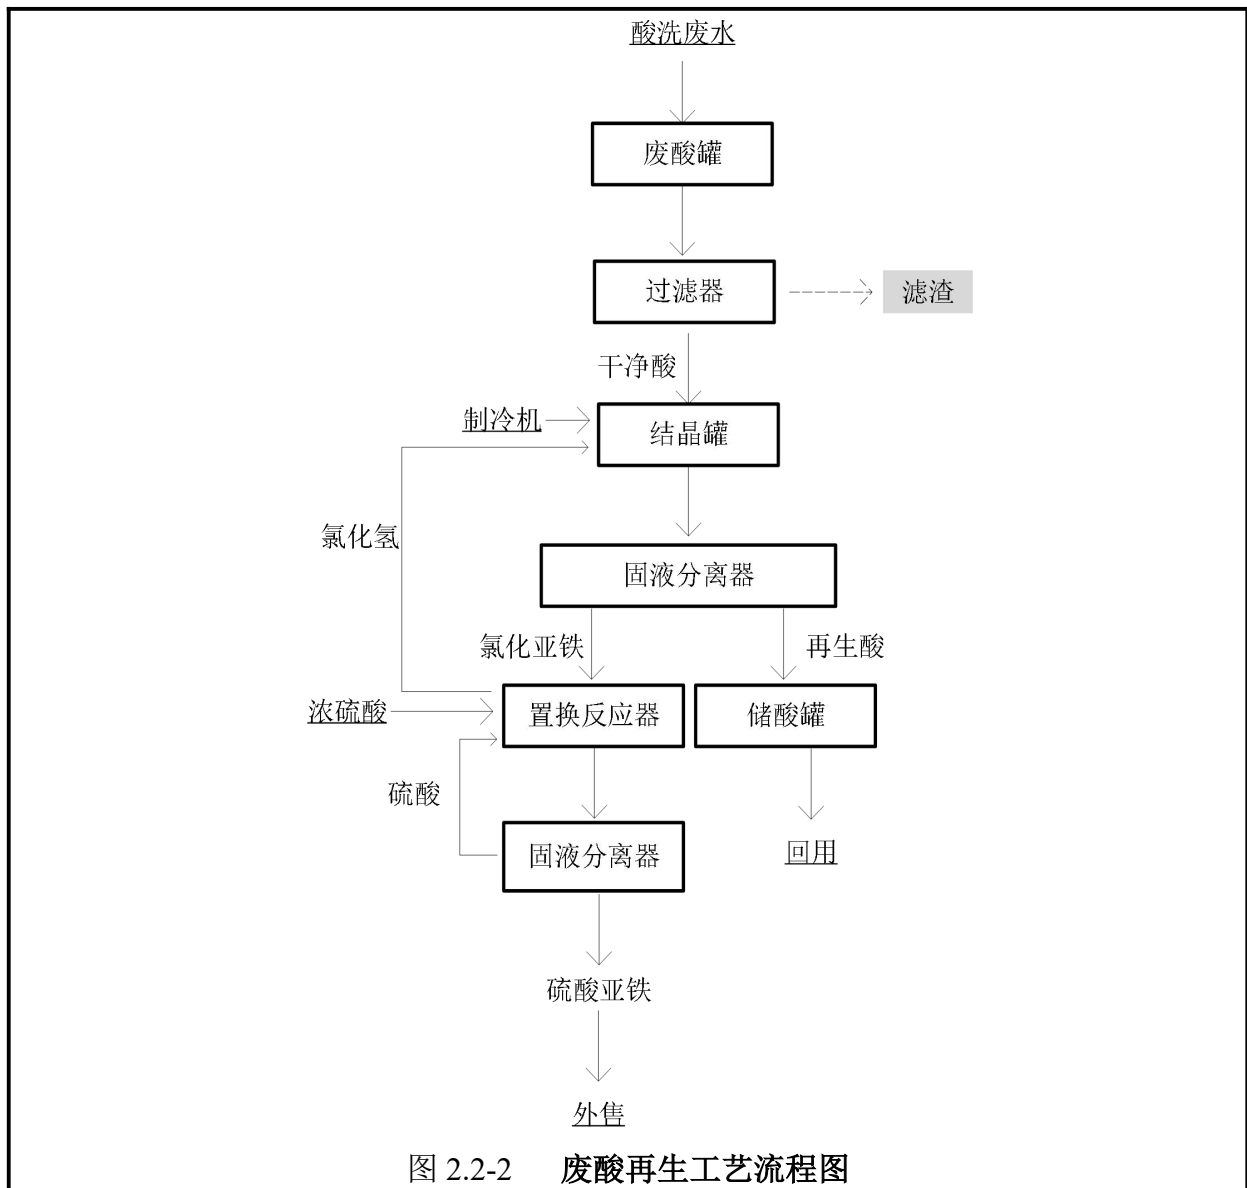 酸洗废水
废酸罐
过滤器
滤渣
干净酸
制冷机
结晶罐
氯化氢
固液分离器
氯化亚铁
再生酸
浓硫酸
置换反应器
储酸罐
硫酸
固液分离器
回用
硫酸亚铁
外售
图 2.2-2 废酸再生工艺流程图